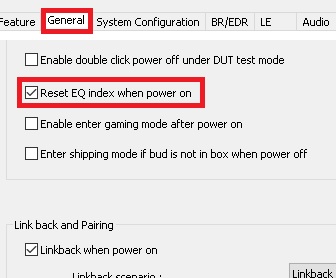 Feature General System Configuration BR/EDR LE Audio
Enable double click power off under DUT test mode
Reset EQ index when power on
Enable enter gaming mode after power on
Enter shipping mode if bud is not in box when power off
Link back and Pairing
Linkback when power on
Linkback scenario : Linkback